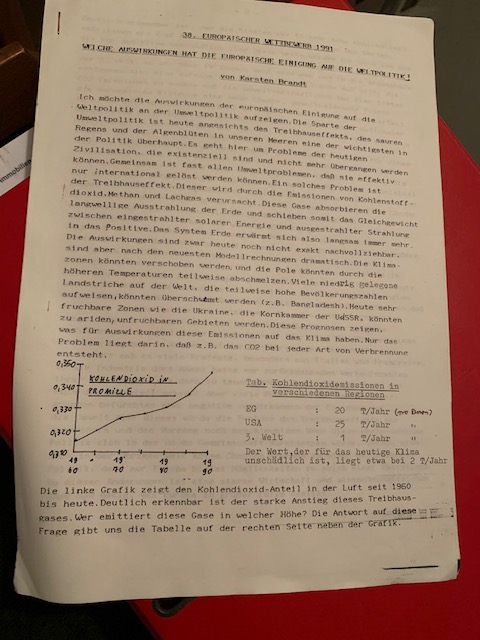 38. EUROPÄISCHER WETTBEWERB 1991
WELCHE AUSWIRKUNGEN HAT DIE EUROPÄISCHE EINIGUNG AUF DIE WELTPOLITIK!
von Karsten Brandt
Ich möchte die Auswirkungen der europäischen Einigung auf die
Weltpolitik an der Umweltpolitik aufzeigen.Die Sparte der
Umweltpolitik ist heute angesichts des Treibhauseffekts, des sauren
Regens und der Algenblüten in unseren Meeren eine der wichtigsten in
der Politik überhaupt.Es geht hier um Probleme der heutigen
Zivilisation, die existenziell sind und nicht mehr übergangen werden
können.Gemeinsam ist fast allen Umweltproblemen, daß sie effektiv
nur international gelöst werden können.Ein solches Problem ist
der Treibhauseffekt.Dieser wird durch die Emissionen von Kohlenstoff-
dioxid,Methan und Lachgas verursacht.Diese Gase absorbieren die
langwellige Ausstrahlung der Erde und schieben somit das Gleichgewicht
zwischen eingestrahlter solarer Energie und ausgestrahlter Strahlung
in das Positive.Das System Erde erwärmt sich also langsam immer mehr.
Die Auswirkungen sind zwar heute noch nicht exakt nachvollziehbar,
sind aber nach den neuesten Modellrechnungen dramatisch.Die Klima-
zonen könnten verschoben werden,und die Pole könnten durch die
höheren Temperaturen teilweise abschmelzen.Viele niedrig gelegene
Landstriche auf der Welt, die teilweise hohe Bevölkerungszahlen
aufweisen,könnten überschwemmt werden (z.B. Bangladesh).Heute sehr
fruchtbare Zonen wie die Ukraine, die Kornkammer der UdSSR, könnten
zu ariden,unfruchtbaren Gebieten werden.Diese Prognosen zeigen,
was für Auswirkungen diese Emissionen auf das Klima haben.Nur das
Problem liegt darin, daß z.B. das CO2 bei jeder Art von Verbrennung
entsteht.
0,350
0,340
0,330
0,320
0,310
KOHLENDIOXID IN
PROMILLE
19 60
19 70
19 80
19 90
Tab. Kohlendioxidemissionen in
verschiedenen Regionen
EG : 20 T/Jahr
USA : 25 T/Jahr "
3. Welt : 1 T/Jahr "
Der Wert,der für das heutige Klima
unschädlich ist, liegt etwa bei 2 T/Jahr
Die linke Grafik zeigt den Kohlendioxid-Anteil in der Luft seit 1960
bis heute.Deutlich erkennbar ist der starke Anstieg dieses Treibhaus-
gases.Wer emittiert diese Gase in welcher Höhe? Die Antwort auf diese
Frage gibt uns die Tabelle auf der rechten Seite neben der Grafik.